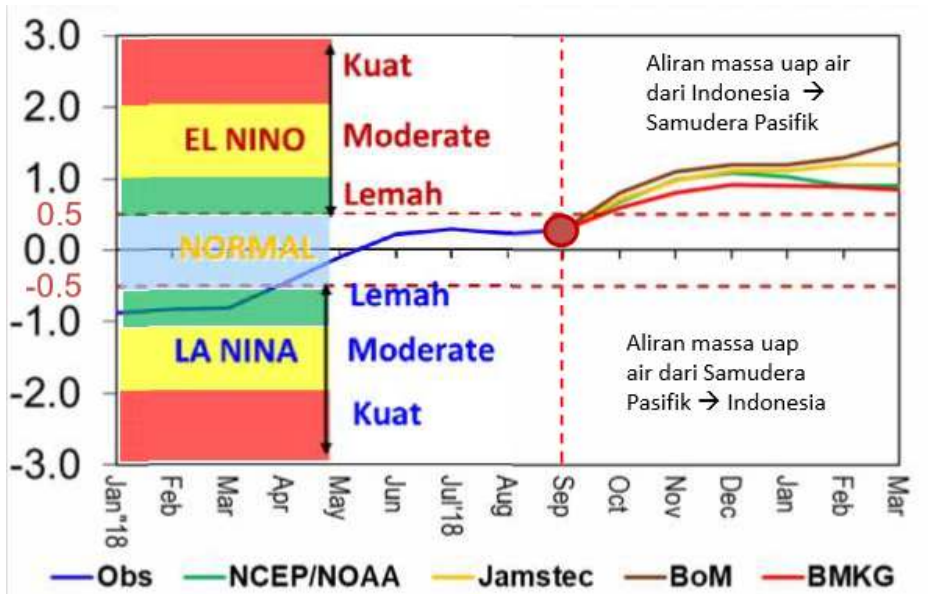 3.0
2.0
1.0
0.5
0.0
-0.5
-1.0
-2.0
-3.0
Kuat
EL NINO
Moderate
Lemah
NORMAL
Lemah
LA NINA
Moderate
Kuat
Aliran massa uap air
dari Indonesia →
Samudera Pasifik
Aliran massa uap
air dari Samudera
Pasifik → Indonesia
Jan"18
Feb
Mar
Apr
May
Jun
Jul'18
Aug
Sep
Oct
Nov
Dec
Jan
Feb
Mar
Obs
NCEP/NOAA
Jamstec
BoM
BMKG